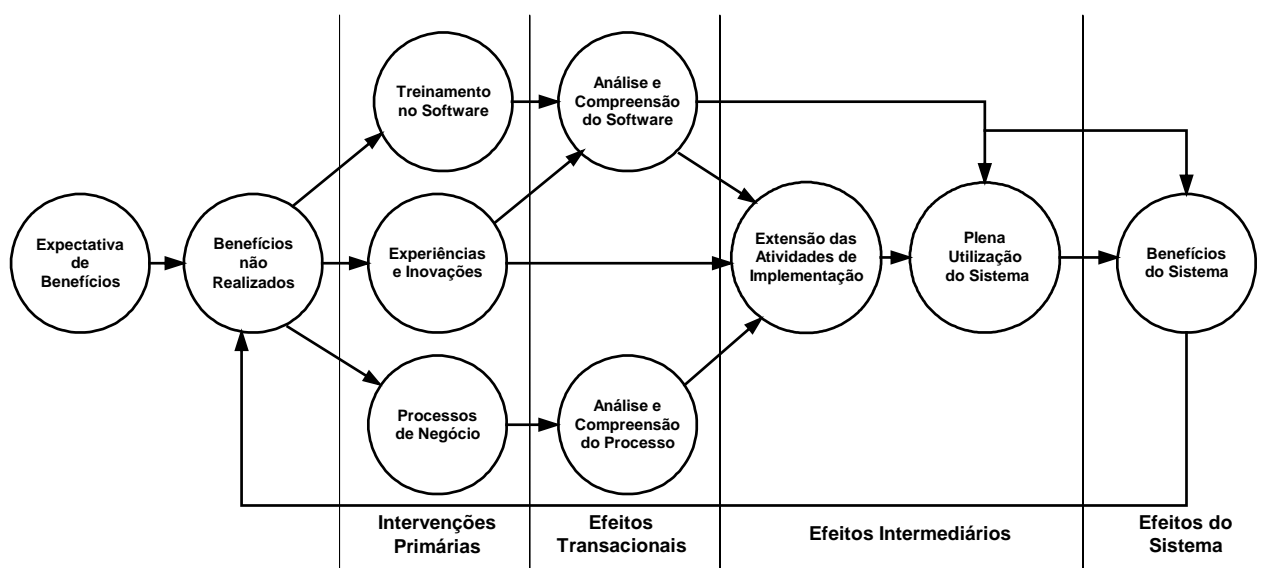 Expectativa
de
Benefícios
Benefícios
não
Realizados
Treinamento
no Software
Experiências
e Inovações
Processos
de Negócio
Análise e
Compreensão
do Software
Análise e
Compreensão
do Processo
Extensão das
Atividades de
Implementação
Plena
Utilização
do Sistema
Benefícios
do Sistema
Intervenções
Primárias
Efeitos
Transacionais
Efeitos Intermediários
Efeitos do
Sistema